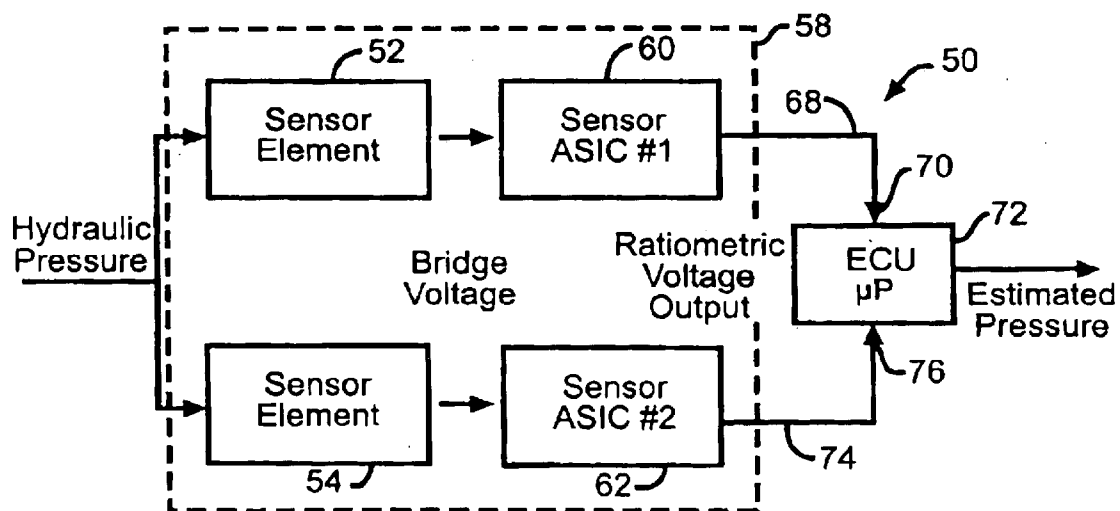 58
52
60
50
68
Sensor
Element
Sensor
ASIC #1
70
72
Hydraulic
Pressure
Bridge
Voltage
Ratiometric
Voltage
Output
ECU
µP
Estimated
Pressure
76
Sensor
Element
Sensor
ASIC #2
74
54
62